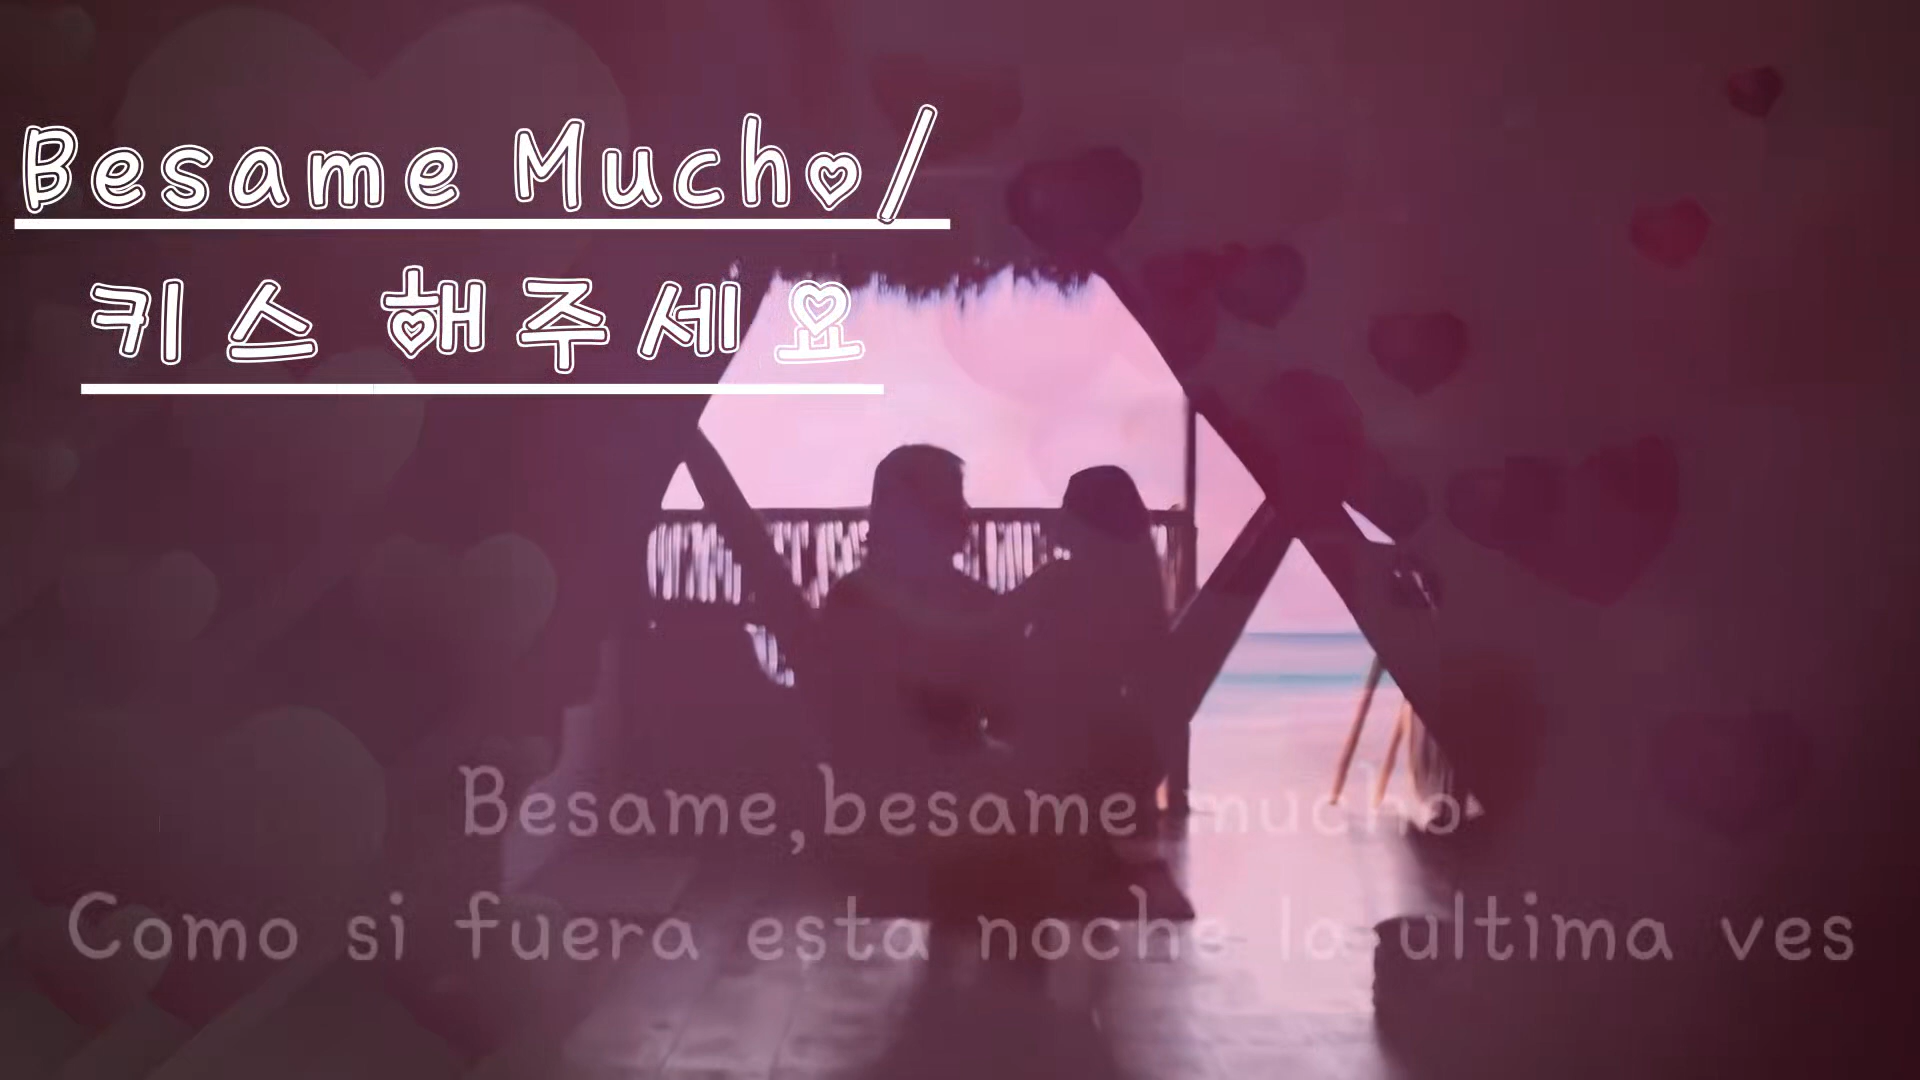 Besame Mucho/
키스 해주세요
Besame,besame mucho
Como si fuera esta noche la ultima ves